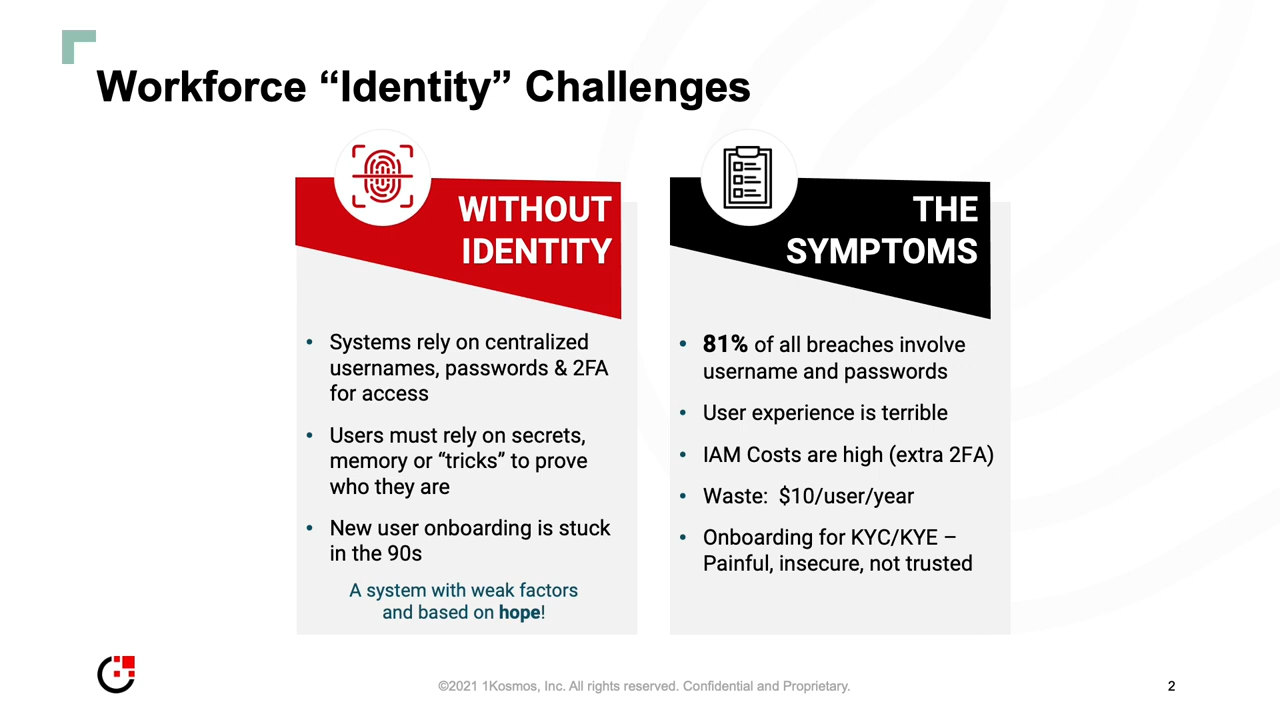 Workforce “Identity” Challenges
WITHOUT
IDENTITY
• Systems rely on centralized
usernames, passwords & 2FA
for access
• Users must rely on secrets,
memory or “tricks” to prove
who they are
• New user onboarding is stuck
in the 90s
A system with weak factors
and based on hope!
THE
SYMPTOMS
• 81% of all breaches involve
username and passwords
• User experience is terrible
• IAM Costs are high (extra 2FA)
• Waste: $10/user/year
• Onboarding for KYC/KYE –
Painful, insecure, not trusted
©2021 1Kosmos, Inc. All rights reserved. Confidential and Proprietary.
2